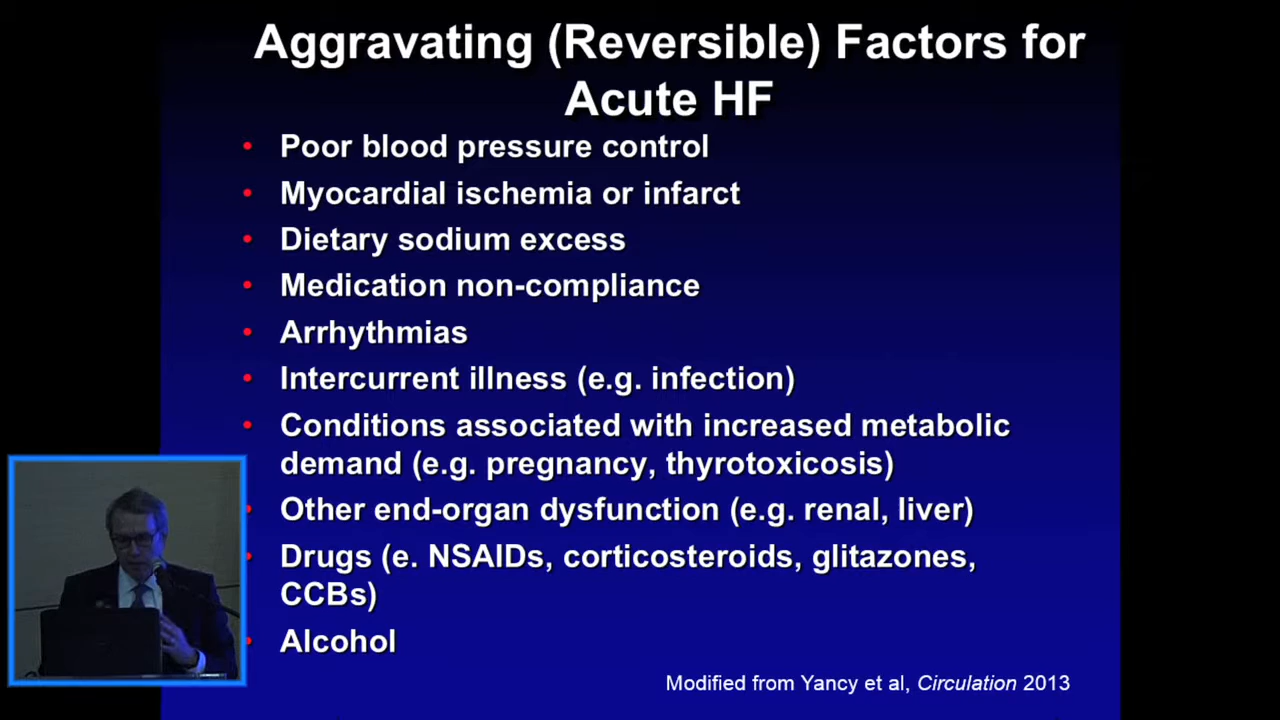 Aggravating (Reversible) Factors for
Acute HF
• Poor blood pressure control
• Myocardial ischemia or infarct
• Dietary sodium excess
• Medication non-compliance
• Arrhythmias
• Intercurrent illness (e.g. infection)
• Conditions associated with increased metabolic
demand (e.g. pregnancy, thyrotoxicosis)
• Other end-organ dysfunction (e.g. renal, liver)
• Drugs (e. NSAIDs, corticosteroids, glitazones,
CCBs)
• Alcohol
Modified from Yancy et al, Circulation 2013